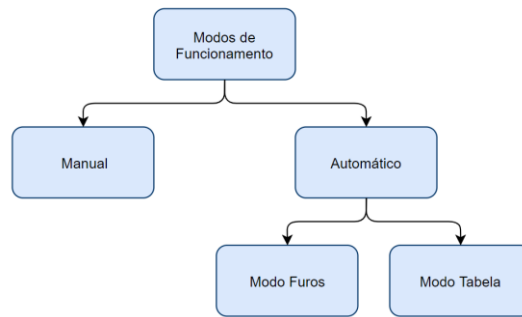 Modos de
Funcionamento
Manual
Automático
Modo Furos
Modo Tabela